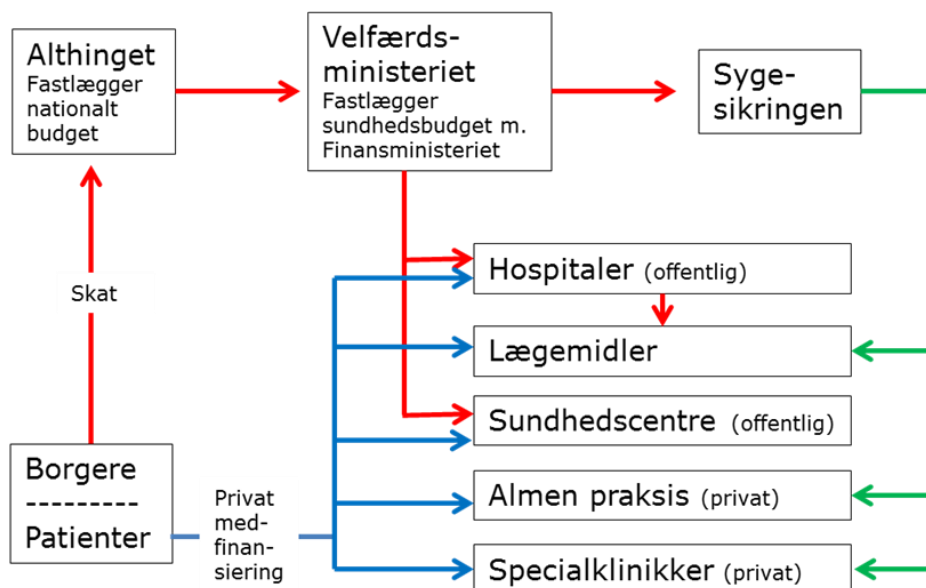 Althinget
Fastlægger
nationalt
budget
Velfærds-
ministeriet
Fastlægger
sundhedsbudget m.
Finansministeriet
Syge-
sikringen
Skat
Hospitaler (offentlig)
Lægemidler
Sundhedscentre (offentlig)
Borgere
---------
Patienter
Privat
med-
finan-
siering
Almen praksis (privat)
Specialklinikker (privat)